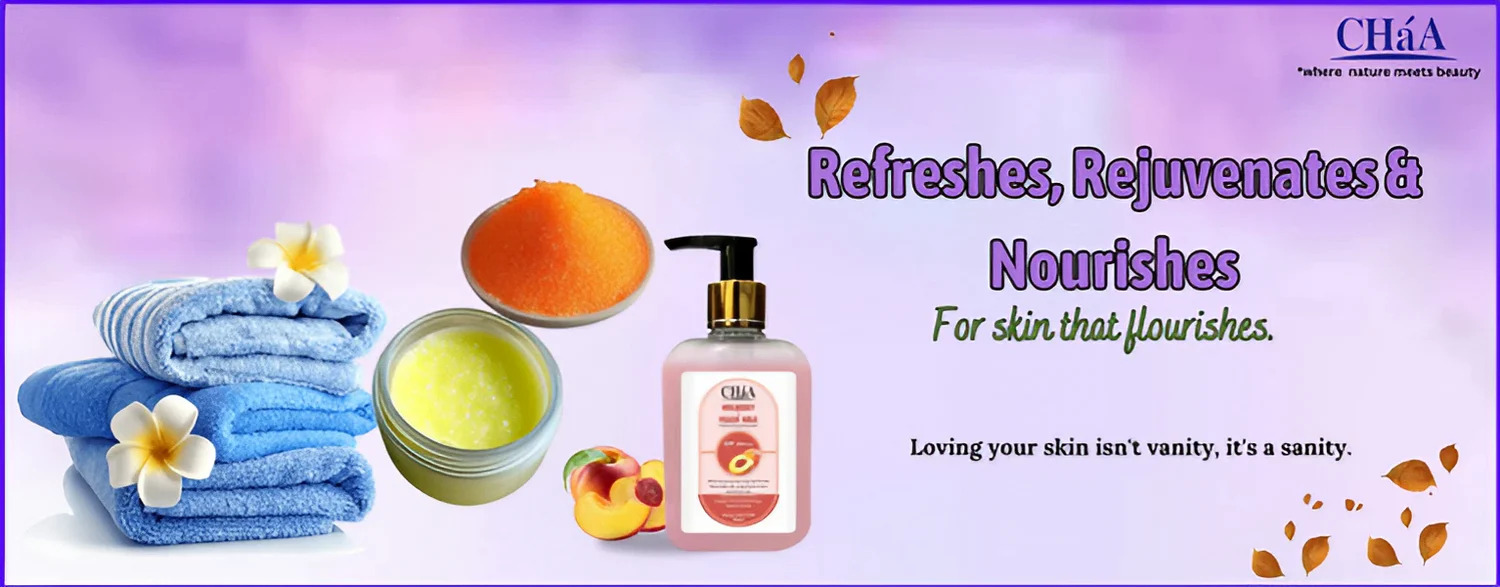 CHáA
"where nature meets beauty
Refreshes, Rejuvenates &
Nourishes
For skin that flourishes.
Loving your skin isn't vanity, it's a sanity.
CHáA